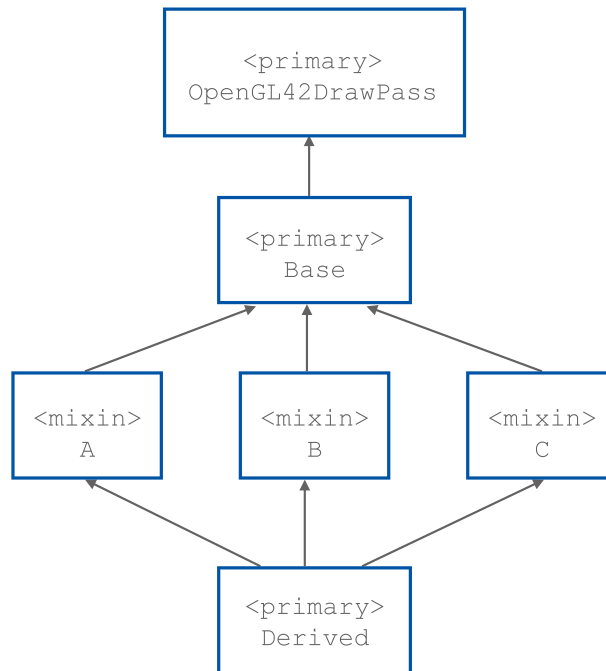 <primary>
OpenGL42DrawPass
<primary>
Base
<mixin>
A
<mixin>
B
<mixin>
C
<primary>
Derived